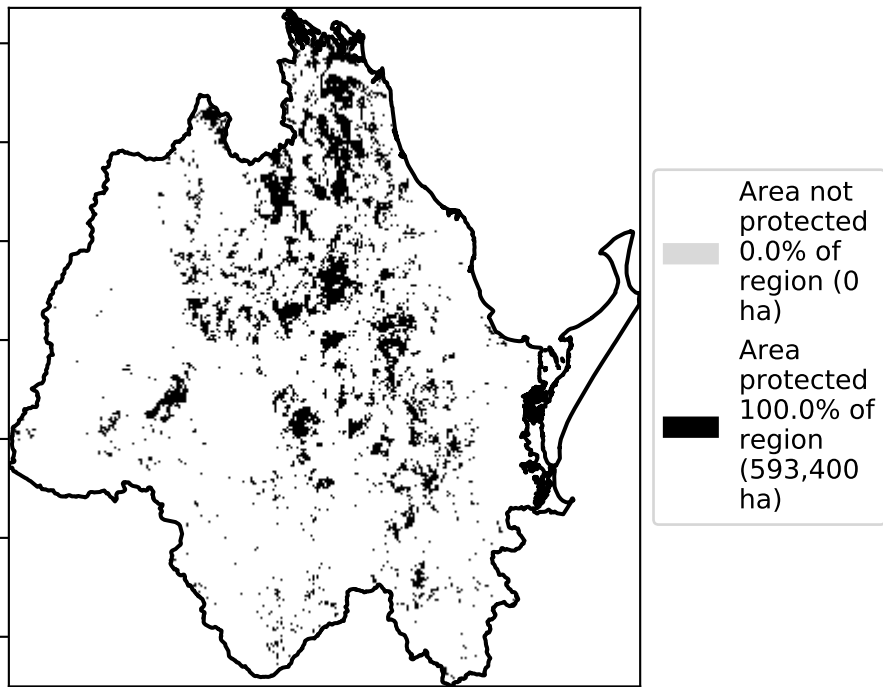 Area not
protected
0.0% of
region (0
ha)
Area
protected
100.0% of
region
(593,400
ha)